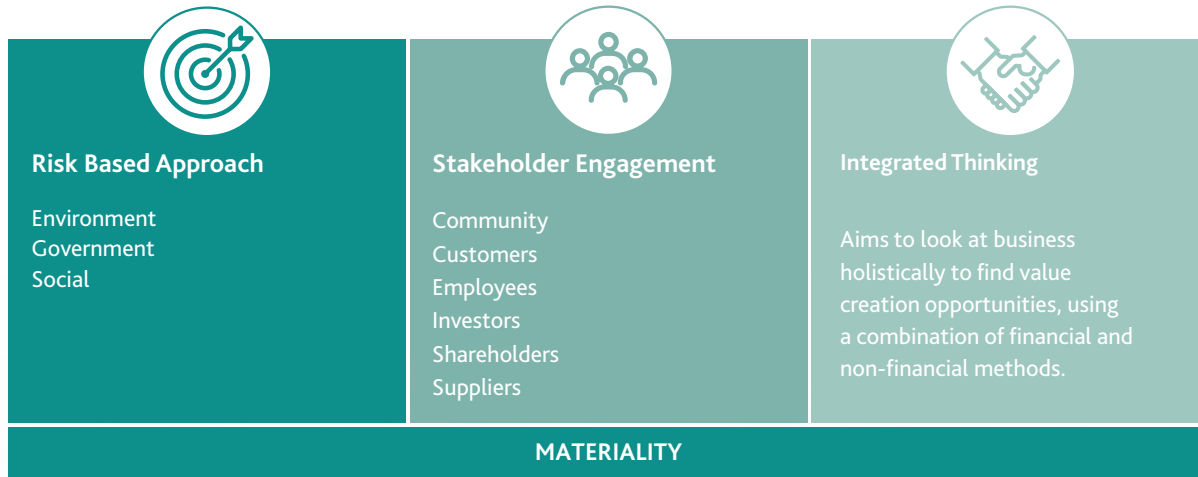 Risk Based Approach
Environment
Government
Social
Stakeholder Engagement
Community
Customers
Employees
Investors
Shareholders
Suppliers
Integrated Thinking
Aims to look at business
holistically to find value
creation opportunities, using
a combination of financial and
non-financial methods.
MATERIALITY